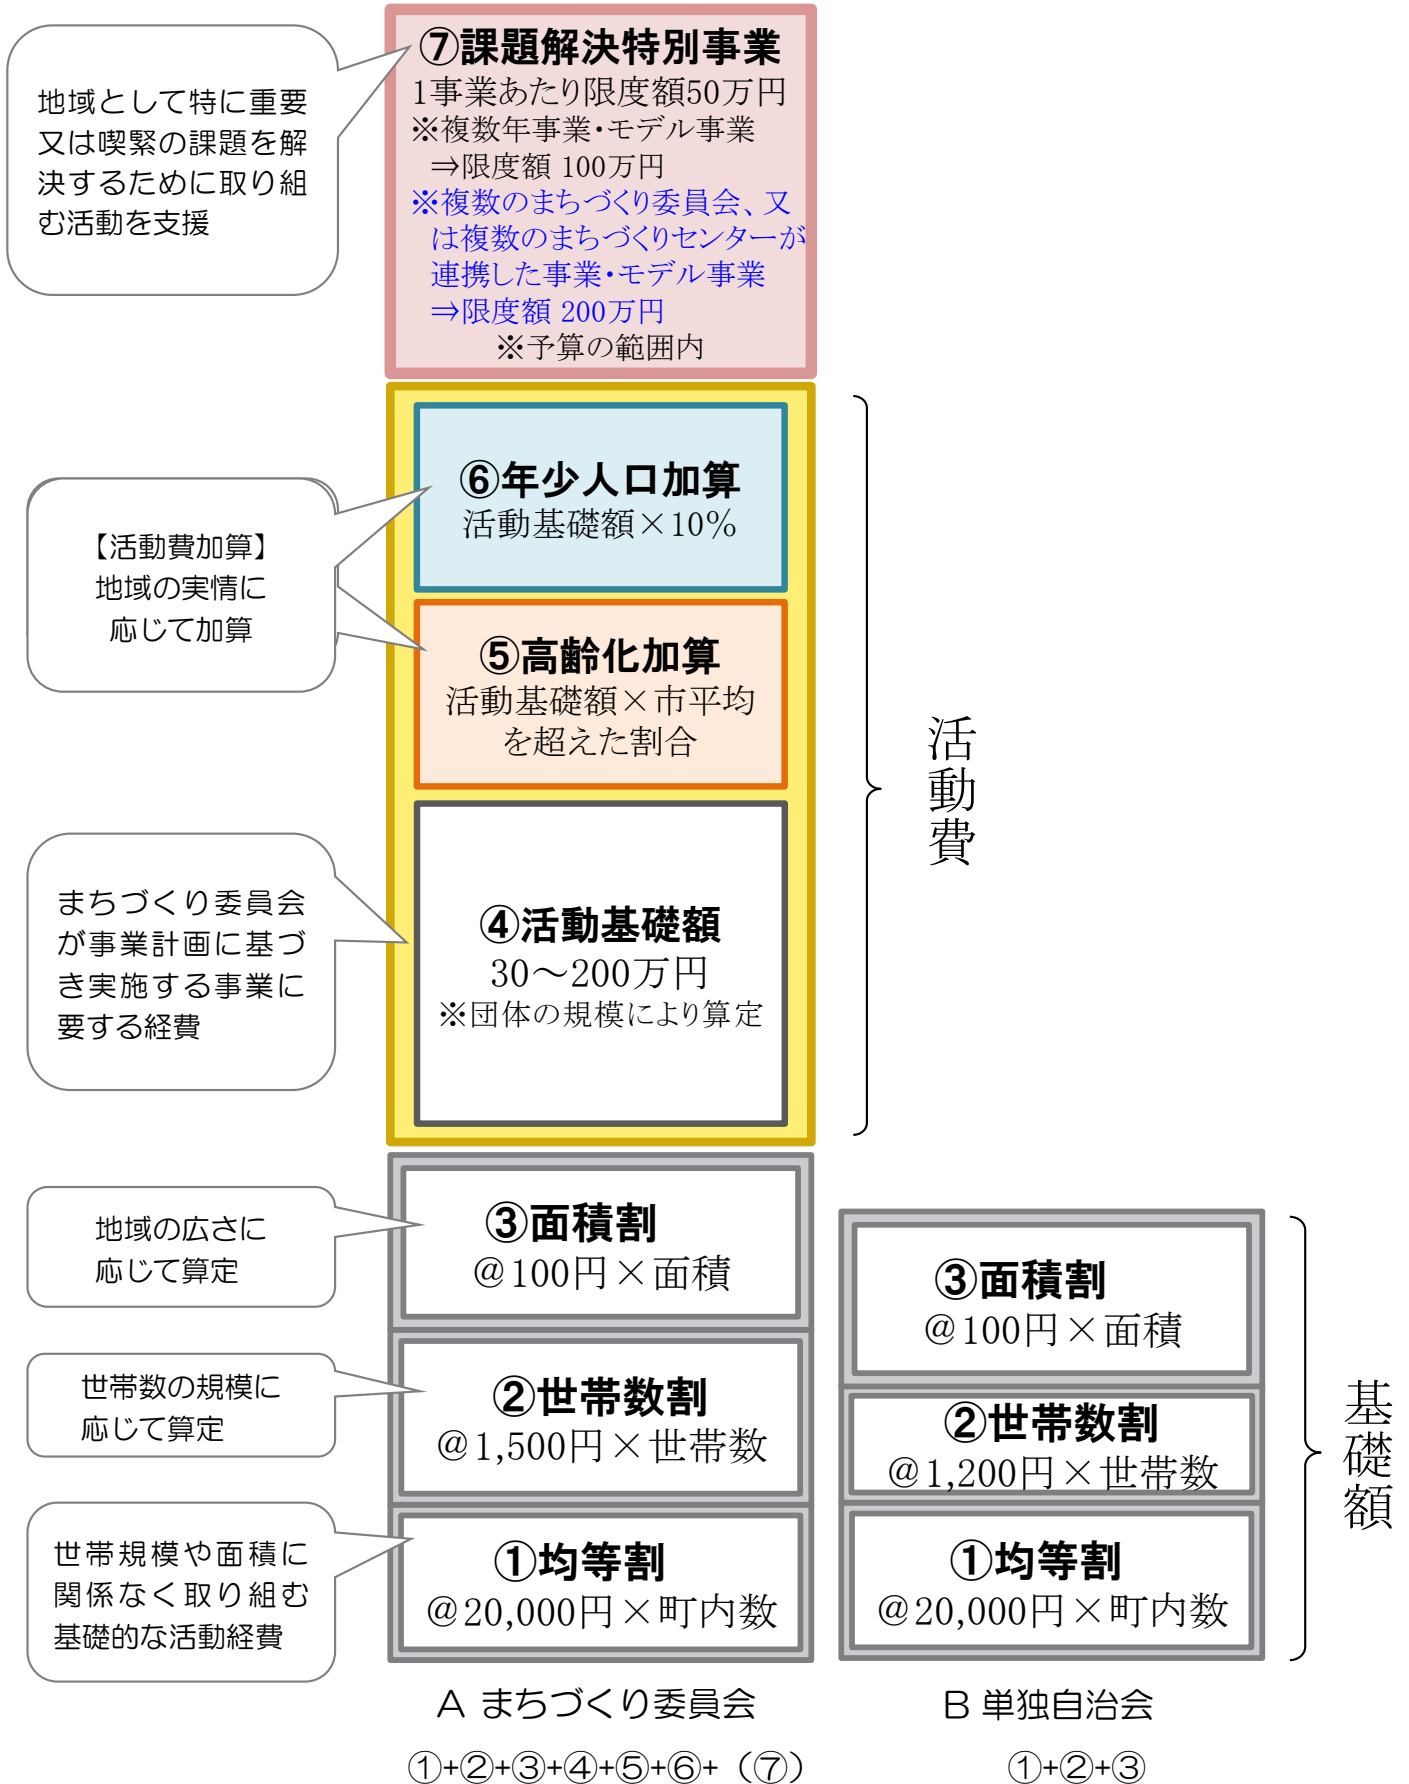 ⑦課題解決特別事業
1事業あたり限度額50万円
※複数年事業・モデル事業
⇒限度額 100万円
※複数のまちづくり委員会、又
は複数のまちづくりセンターが
連携した事業・モデル事業
⇒限度額 200万円
※予算の範囲内
地域として特に重要
又は喫緊の課題を解
決するために取り組
む活動を支援
⑥年少人口加算
活動基礎額×10%
【活動費加算】
地域の実情に
応じて加算
⑤高齢化加算
活動基礎額×市平均
を超えた割合
活動費
④活動基礎額
30～200万円
※団体の規模により算定
まちづくり委員会
が事業計画に基づ
き実施する事業に
要する経費
③面積割
@100円×面積
地域の広さに
応じて算定
②世帯数割
@1,500円×世帯数
世帯数の規模に
応じて算定
①均等割
@20,000円×町内数
世帯規模や面積に
関係なく取り組む
基礎的な活動経費
③面積割
@100円×面積
②世帯数割
@1,200円×世帯数
①均等割
@20,000円×町内数
基礎額
A まちづくり委員会
B 単独自治会
①+②+③+④+⑤+⑥+（⑦）
①+②+③